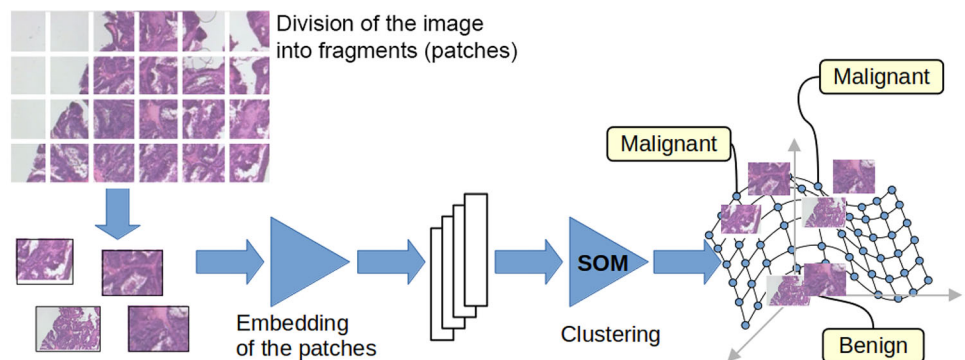 Division of the image
into fragments (patches)
Malignant
Malignant
SOM
Embedding
of the patches
Clustering
Benign